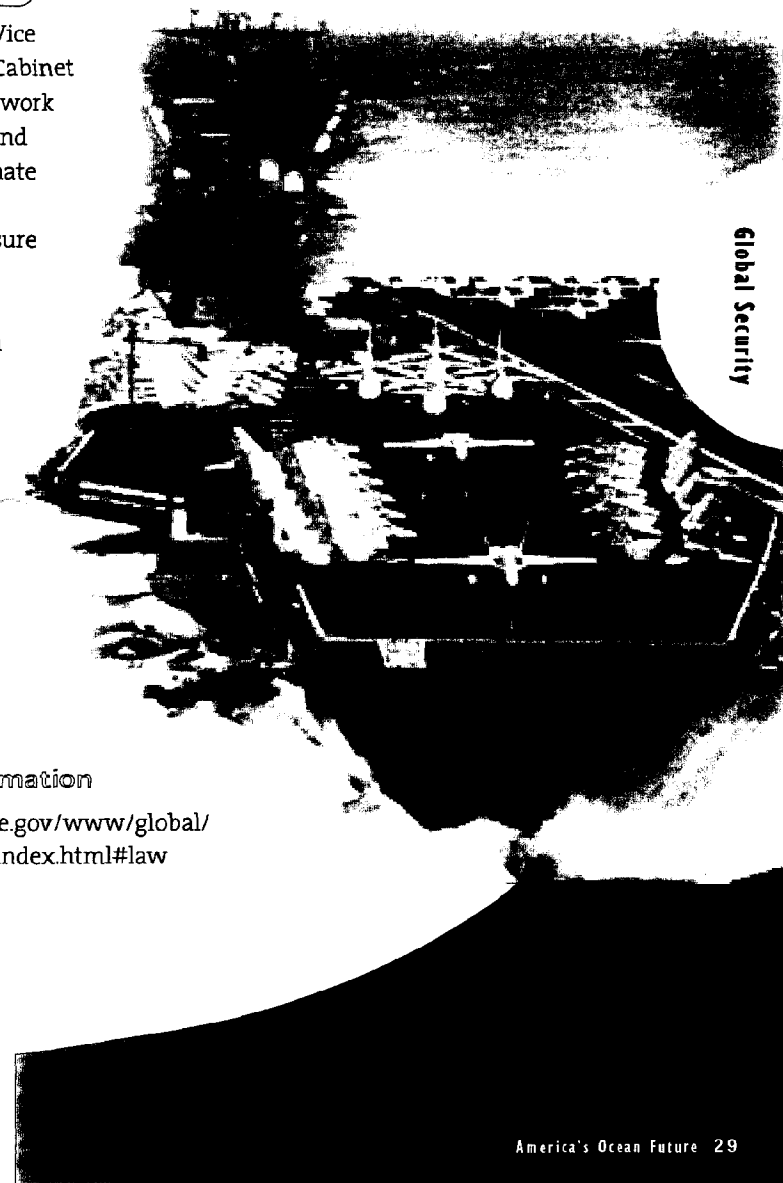 Vice
Cabinet
work
nd
nate
sure
mation
e.gov/www/global/
ndex.html#law
Global Security
America's Ocean Future 29